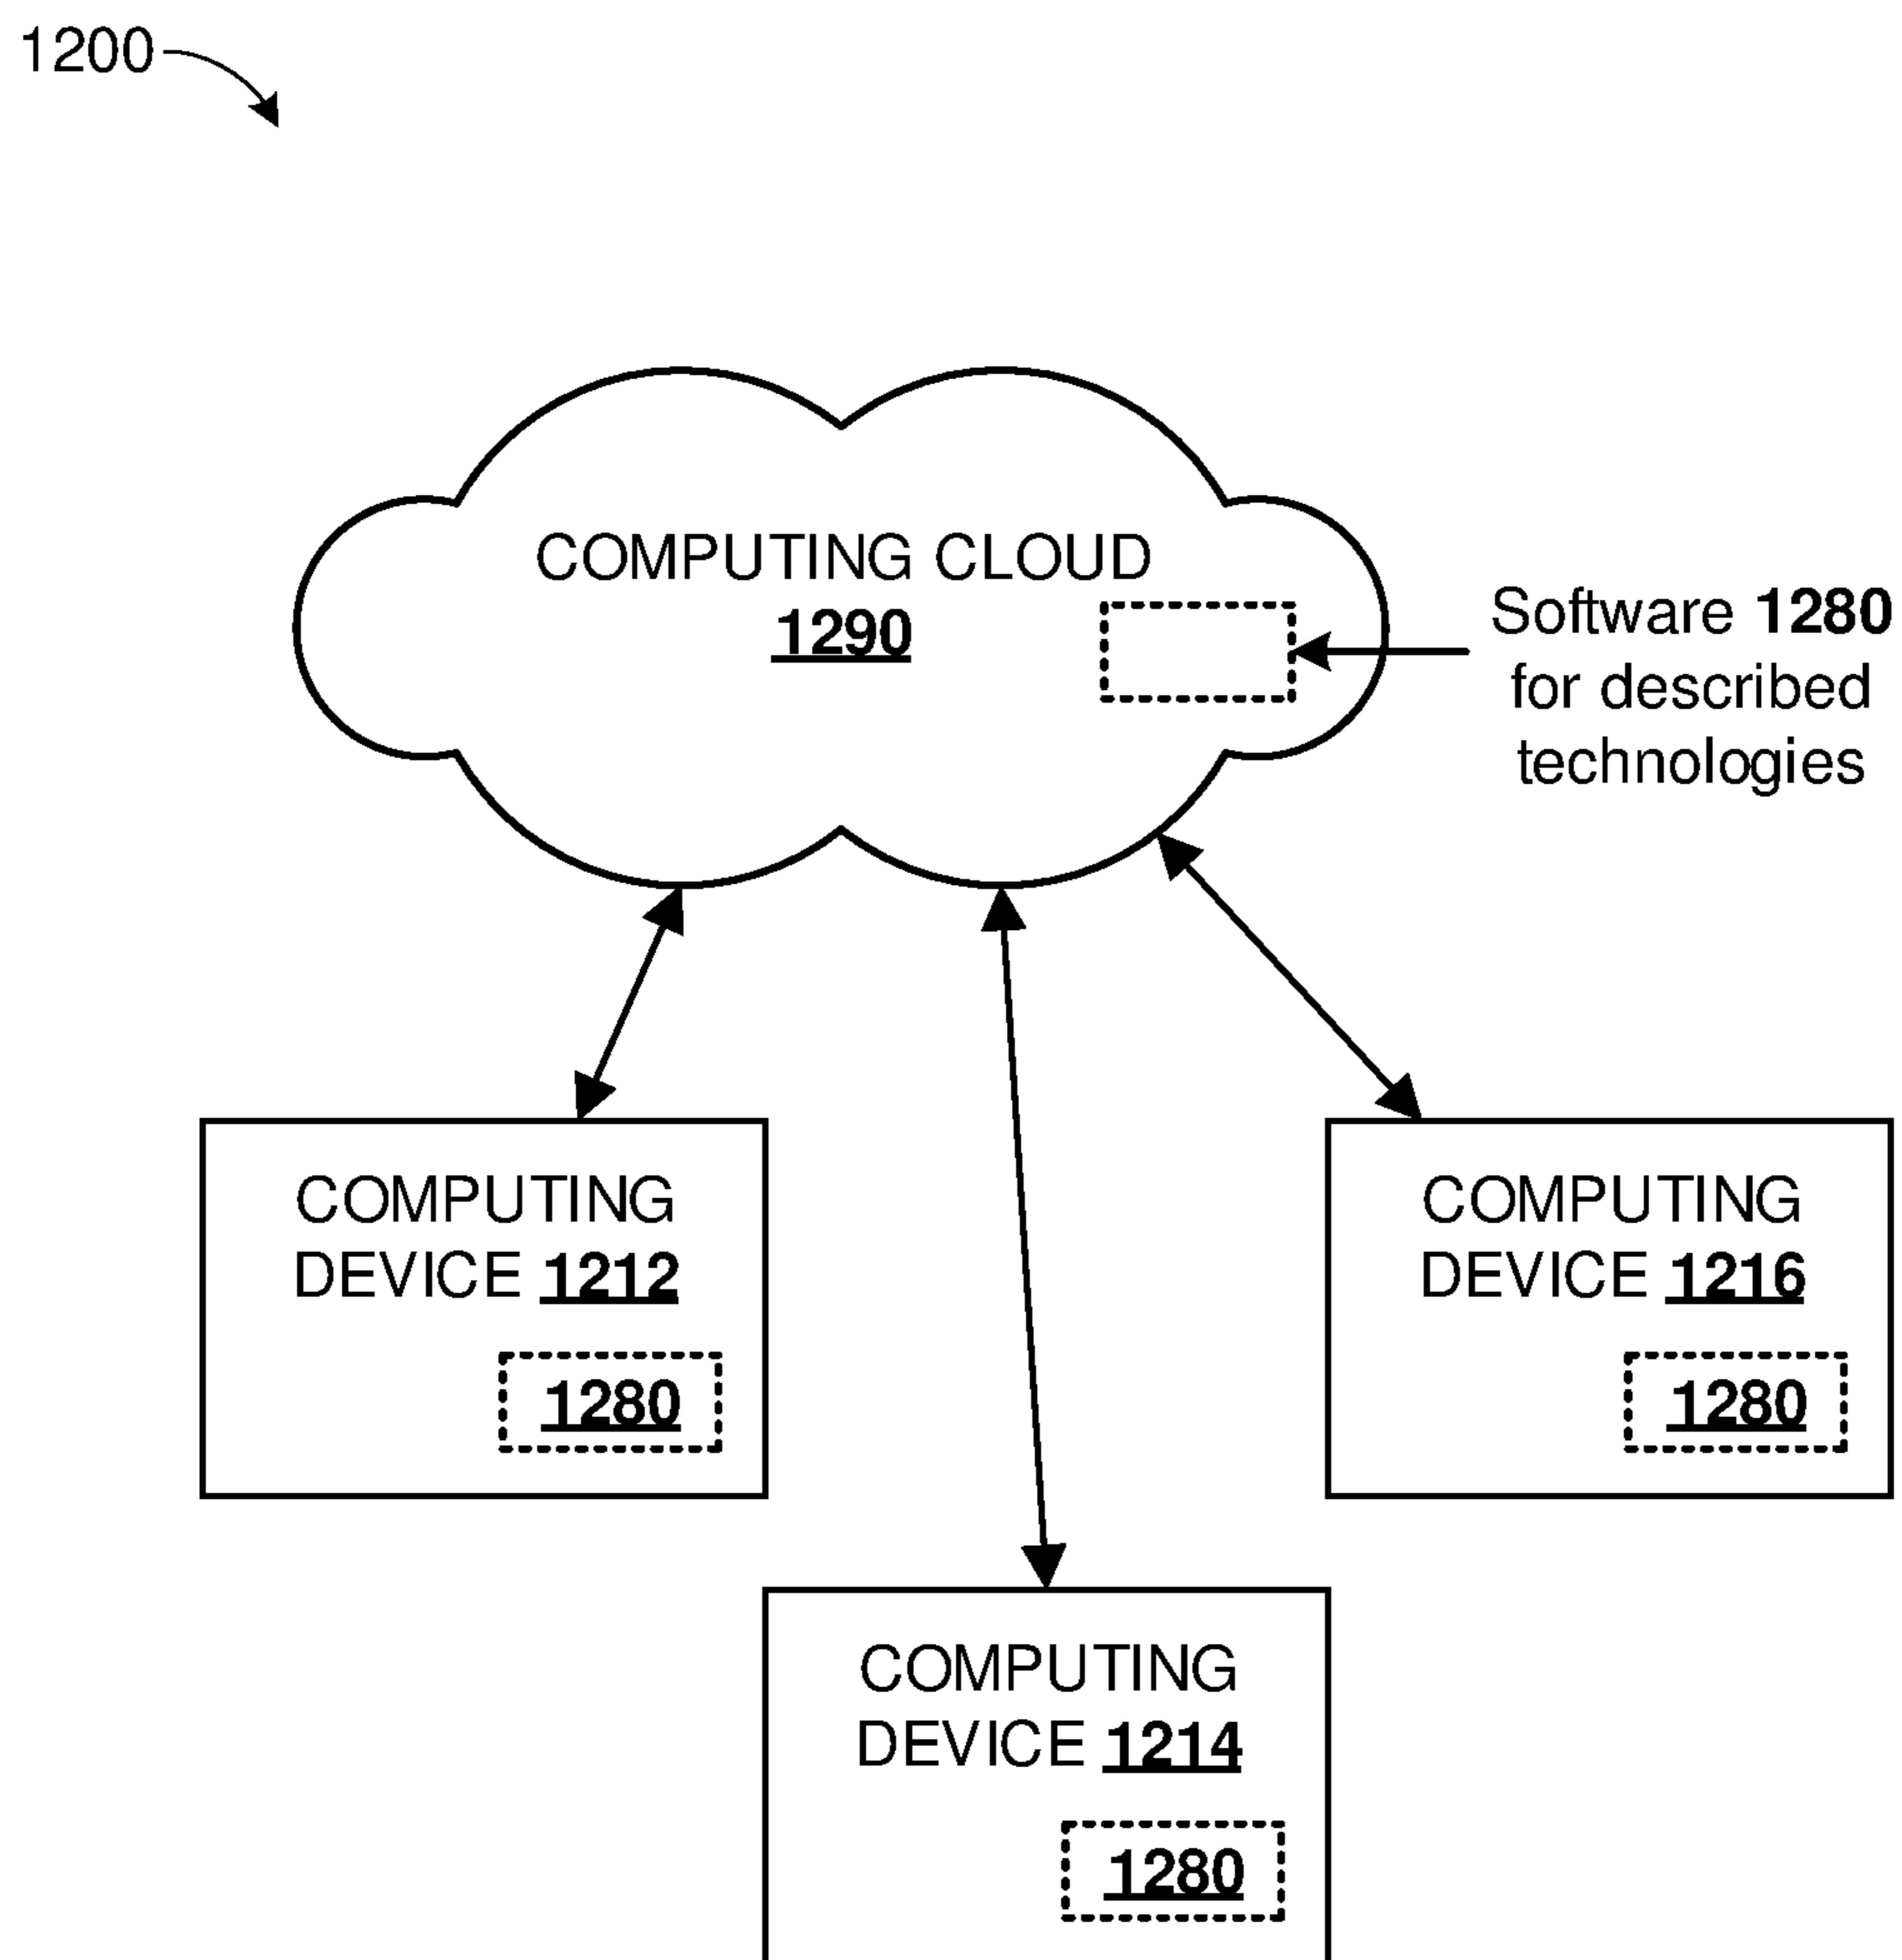 1200
COMPUTING CLOUD
1290
Software 1280
for described
technologies
COMPUTING
DEVICE 1212
1280
COMPUTING
DEVICE 1216
1280
COMPUTING
DEVICE 1214
1280